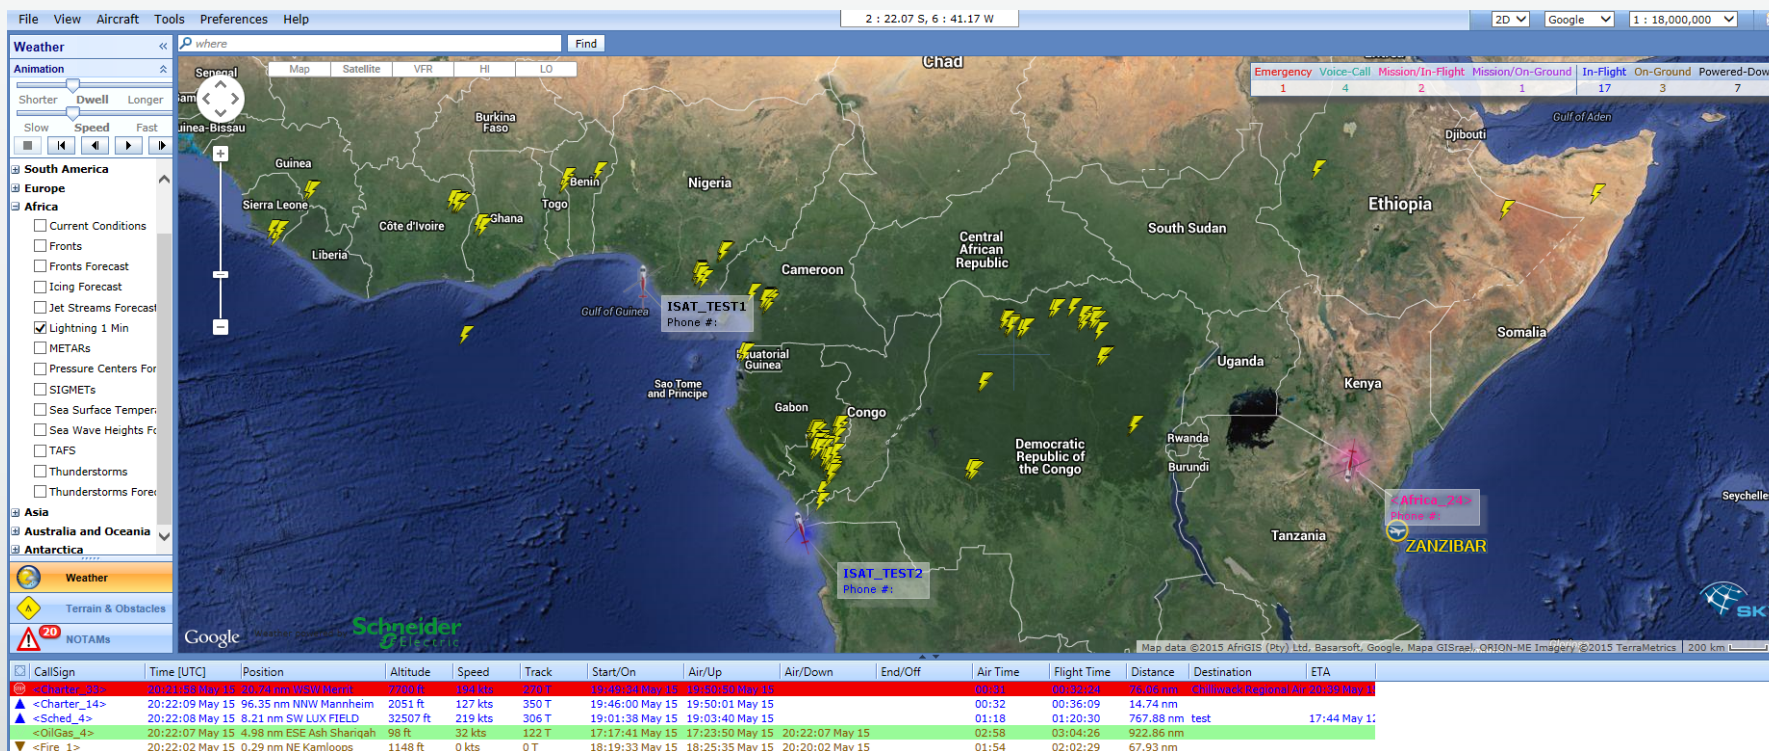 File View Aircraft Tools Preferences Help
2 : 22.07 S, 6 : 41.17 W
2D Google 1 : 18,000,000
Weather «
where Find
Animation
Shorter Dwell Longer
Slow Speed Fast
South America
Europe
Africa
Current Conditions
Fronts
Fronts Forecast
Icing Forecast
Jet Streams Forecast
Lightning 1 Min
METARs
Pressure Centers For
SIGMETs
Sea Surface Tempera
Sea Wave Heights Fo
TAFS
Thunderstorms
Thunderstorms Forec
Asia
Australia and Oceania
Antarctica
Weather
Terrain & Obstacles
20 NOTAMs
Map Satellite VFR HI LO
Emergency Voice-Call Mission/In-Flight Mission/On-Ground In-Flight On-Ground Powered-Dow
1 4 2 1 17 3 7
Senegal
Chad
Burkina
Faso
uinea-Bissau
Gulf of Aden
Djibouti
Guinea
Benin
Nigeria
Sierra Leone
Togo
Ethiopia
Côte d'Ivoire
Ghana
South Sudan
Liberia
Central
African
Republic
Cameroon
ISAT_TEST1
Phone #:
Gulf of Guinea
Somalia
Equatorial
Guinea
Uganda
Sao Tome
and Principe
Kenya
Gabon
Congo
Democratic
Republic of
the Congo
Rwanda
Burundi
<Africa_24>
Phone #:
Seychelle
Tanzania
ZANZIBAR
ISAT_TEST2
Phone #:
SK
Google
Schneider
Electric
Map data ©2015 AfriGIS (Pty) Ltd, Basarsoft, Google, Mapa GISrael, ORION-ME Imagery ©2015 TerraMetrics 200 km
CallSign Time [UTC] Position Altitude Speed Track Start/On Air/Up Air/Down End/Off Air Time Flight Time Distance Destination ETA
<Charter_33> 20:21:58 May 15 20.74 nm WSW Merrit 7700 ft 194 kts 270 T 19:49:34 May 15 19:50:50 May 15 00:31 00:32:24 76.06 nm Chilliwack Regional Air 20:39 May 1
<Charter_14> 20:22:09 May 15 96.35 nm NNW Mannheim 2051 ft 127 kts 350 T 19:46:00 May 15 19:50:01 May 15 00:32 00:36:09 14.74 nm
<Sched_4> 20:22:08 May 15 8.21 nm SW LUX FIELD 32507 ft 219 kts 306 T 19:01:38 May 15 19:03:40 May 15 01:18 01:20:30 767.88 nm test 17:44 May 12
<OilGas_4> 20:22:07 May 15 4.98 nm ESE Ash Shariqah 98 ft 32 kts 122 T 17:17:41 May 15 17:23:50 May 15 20:22:07 May 15 02:58 03:04:26 922.86 nm
<Fire_1> 20:22:02 May 15 0.29 nm NE Kamloops 1148 ft 0 kts 0 T 18:19:33 May 15 18:25:35 May 15 20:20:02 May 15 01:54 02:02:29 67.93 nm